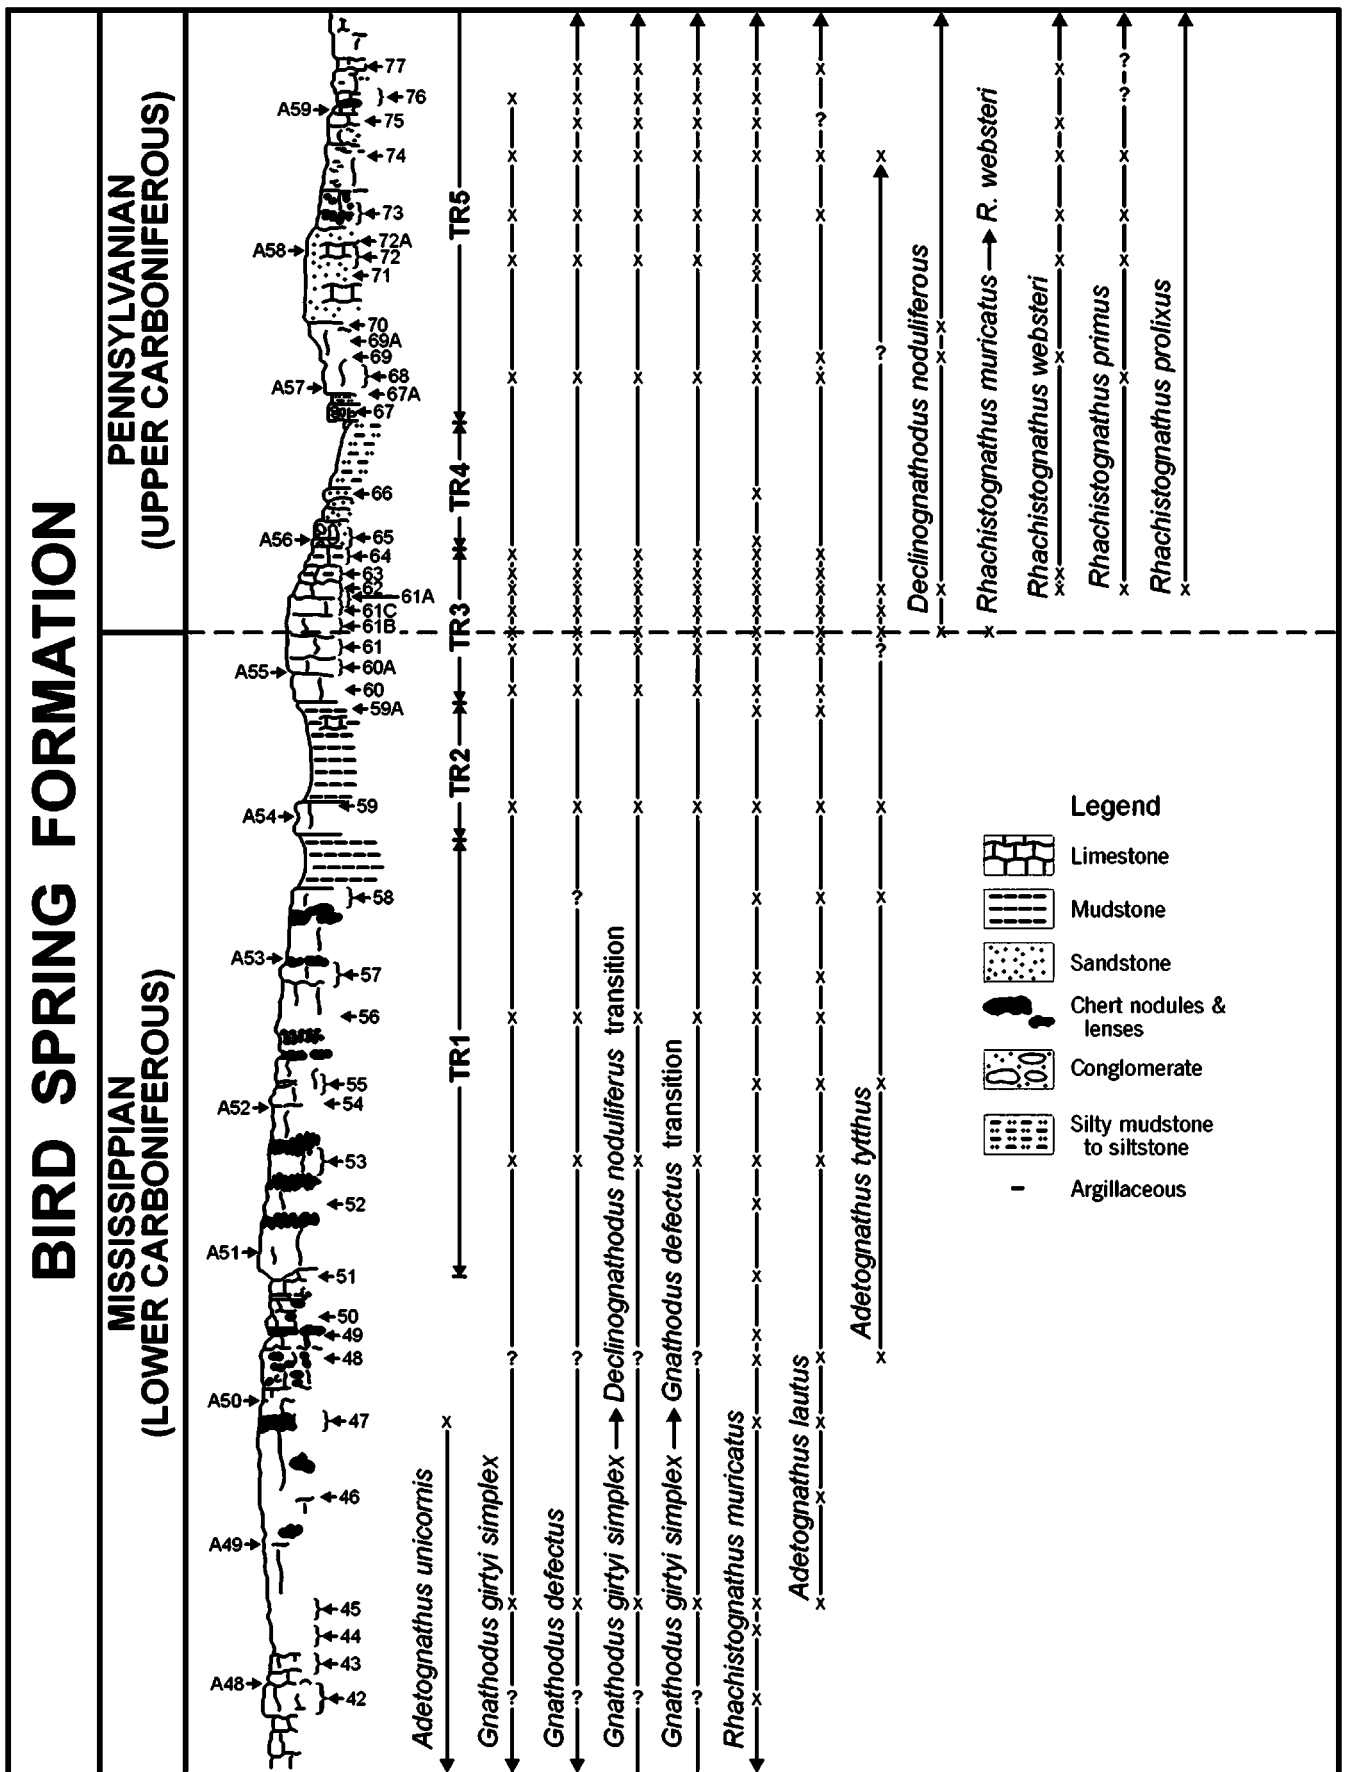 BIRD SPRING FORMATION
PENNSYLVANIAN
(UPPER CARBONIFEROUS)
MISSISSIPPIAN
(LOWER CARBONIFEROUS)
A59
A58
A57
A56
A55
A54
A53
A52
A51
A50
A49
A48
77
76
75
74
73
72A
72
71
70
69A
69
68
67A
67
66
65
64
63
62
61A
61C
61B
61
60A
60
59A
59
58
57
56
55
54
53
52
51
50
49
48
47
46
45
44
43
42
TR5
TR4
TR3
TR2
TR1
Adetognathus unicornis
Gnathodus girtyi simplex
Gnathodus defectus
Gnathodus girtyi simplex → Declinognathodus noduliferus transition
Gnathodus girtyi simplex → Gnathodus defectus transition
Rhachistognathus muricatus
Adetognathus lautus
Adetognathus tytthus
Declinognathodus noduliferous
Rhachistognathus muricatus → R. websteri
Rhachistognathus websteri
Rhachistognathus primus
Rhachistognathus prolixus
Legend
Limestone
Mudstone
Sandstone
Chert nodules &
lenses
Conglomerate
Silty mudstone
to siltstone
Argillaceous